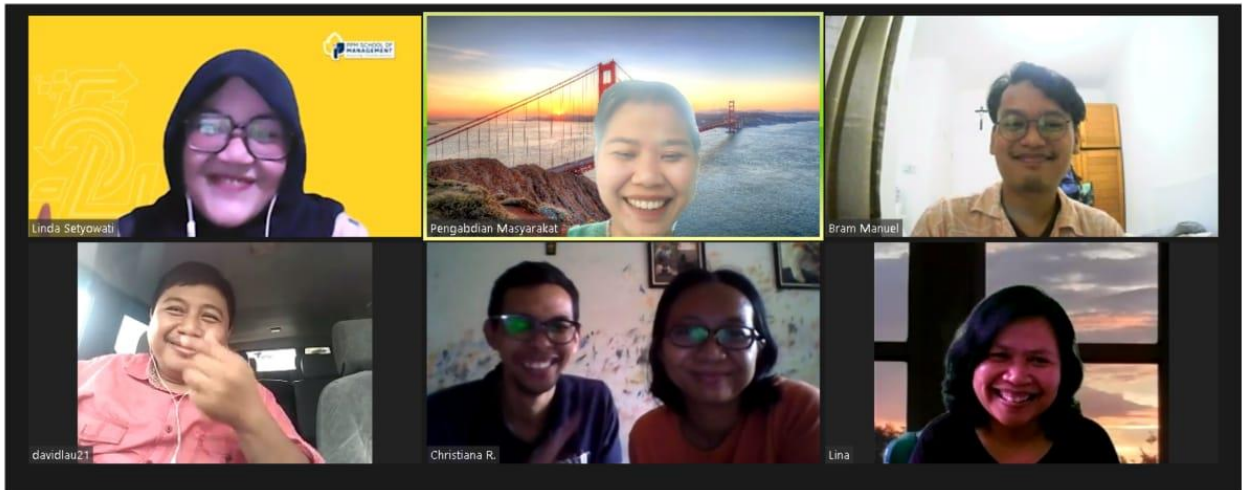 PPM SCHOOL OF
MANAGEMENT
Linda Setyowati
Pengabdian Masyarakat
Bram Manuel
davidlau21
Christiana R.
Lina